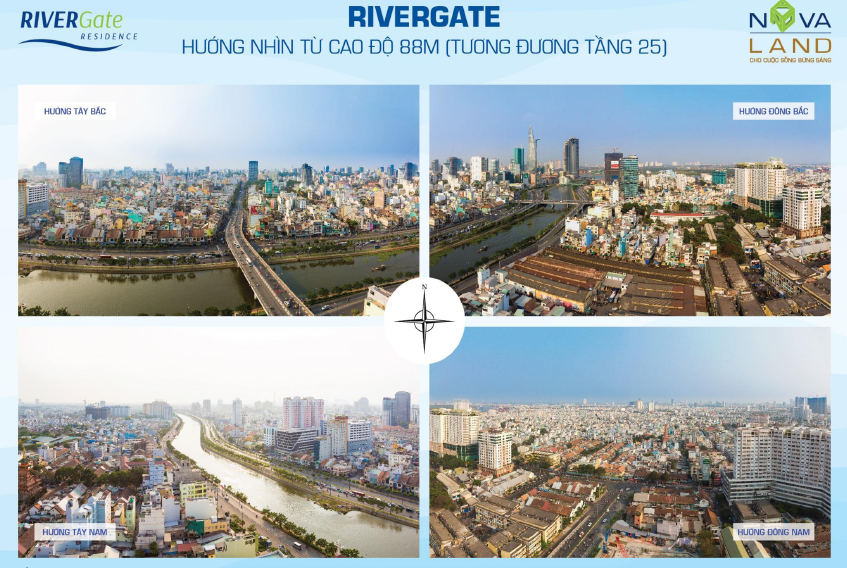 RIVERGate
RESIDENCE
RIVERGATE
HƯỚNG NHÌN TỪ CAO ĐỘ 88M (TƯƠNG ĐƯƠNG TẦNG 25)
NOVA
LAND
CHO CUỘC SỐNG BỪNG SÁNG
HƯỚNG TÂY BẮC
HƯỚNG ĐÔNG BẮC
N
HƯỚNG TÂY NAM
HƯỚNG ĐÔNG NAM